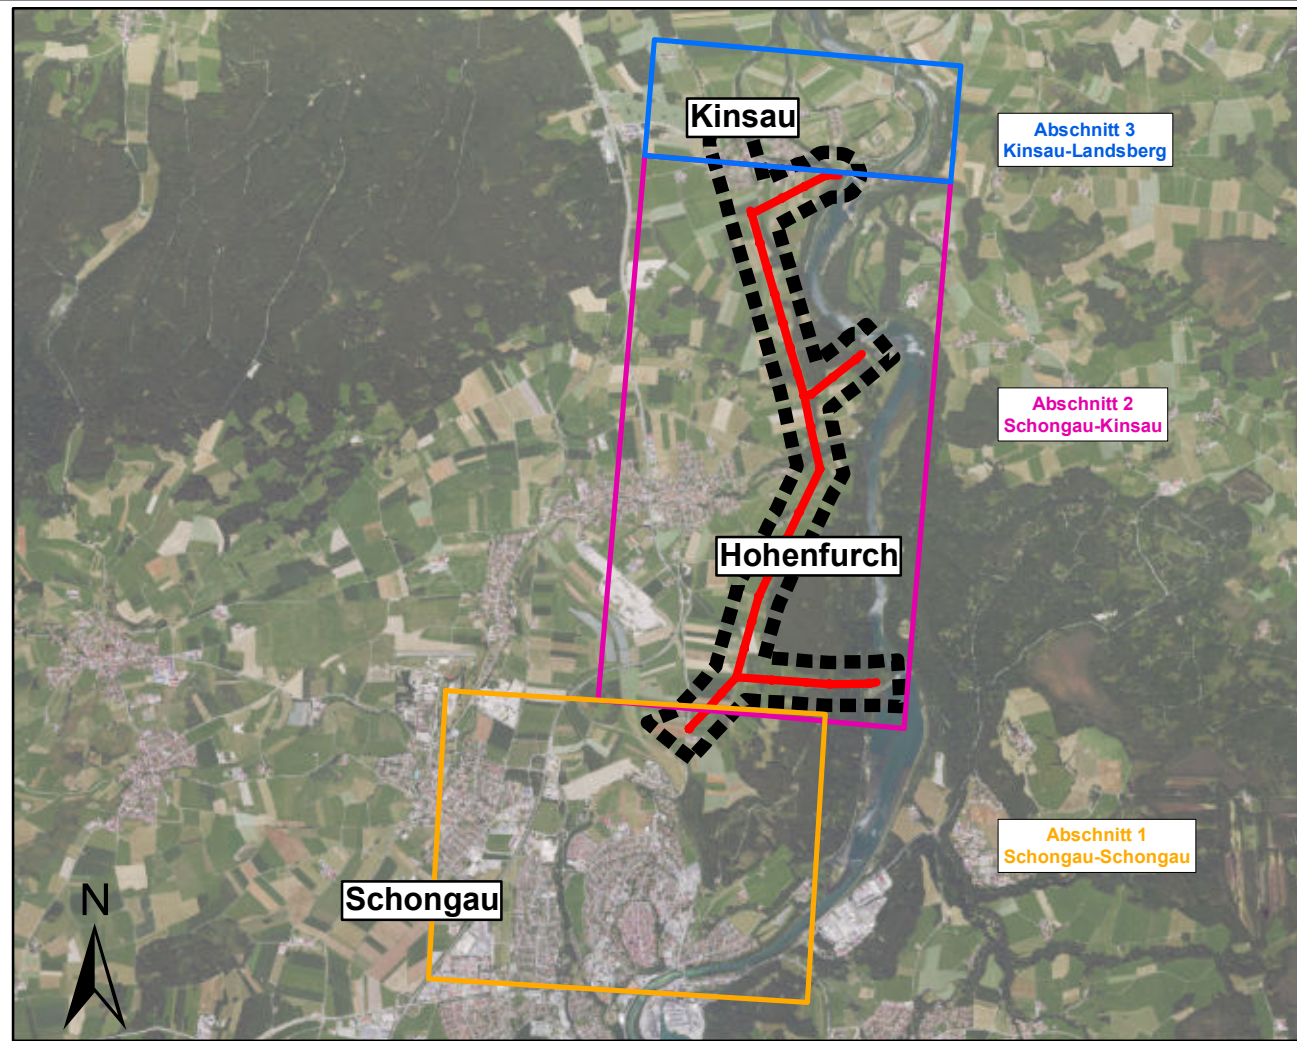 Kinsau
Abschnitt 3
Kinsau-Landsberg
Abschnitt 2
Schongau-Kinsau
Hohenfurch
Abschnitt 1
Schongau-Schongau
Schongau
N